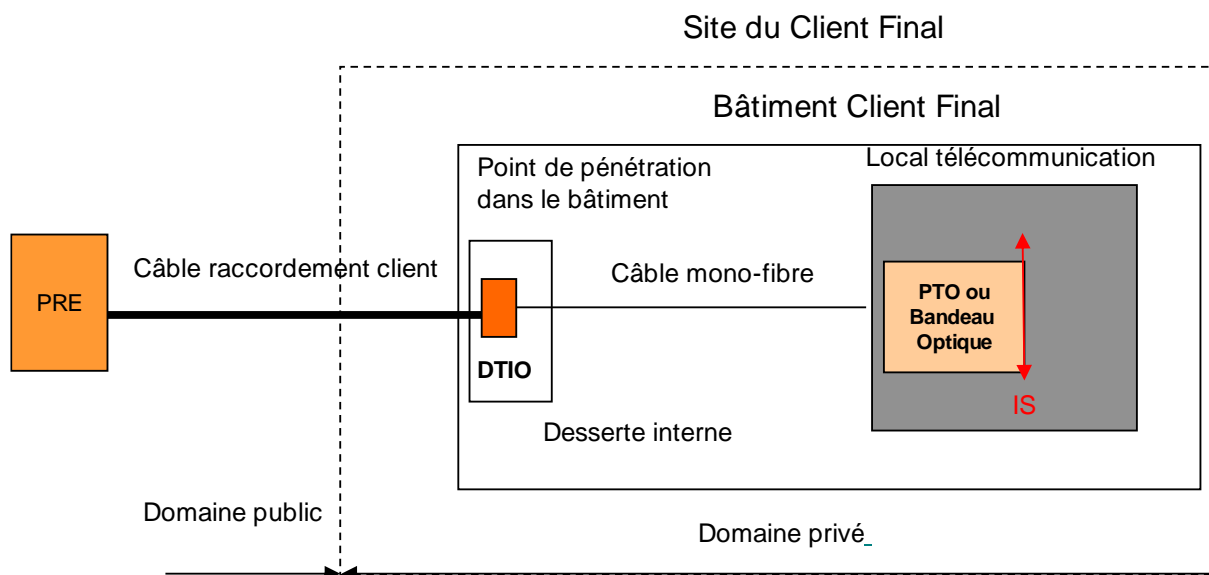 Site du Client Final
Bâtiment Client Final
Point de pénétration
dans le bâtiment
Local télécommunication
PRE
Câble raccordement client
DTIO
Câble mono-fibre
PTO ou
Bandeau
Optique
IS
Desserte interne
Domaine public
Domaine privé